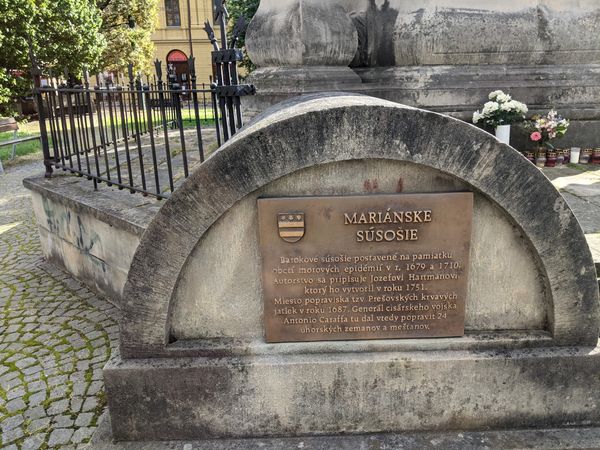 MARIÁNSKE
SÚSOŠIE
Barokové súsošie postavené na pamiatku
obetí morových epidémií v r. 1679 a 1710.
Autorstvo sa pripisuje Jozefovi Hartmanovi,
ktorý ho vytvoril v roku 1751.
Miesto popraviska tzv. Prešovských krvavých
jatiek v roku 1687. Generál cisárskeho vojska
Antonio Caraffa tu dal vtedy popraviť 24
uhorských zemanov a mešťanov.